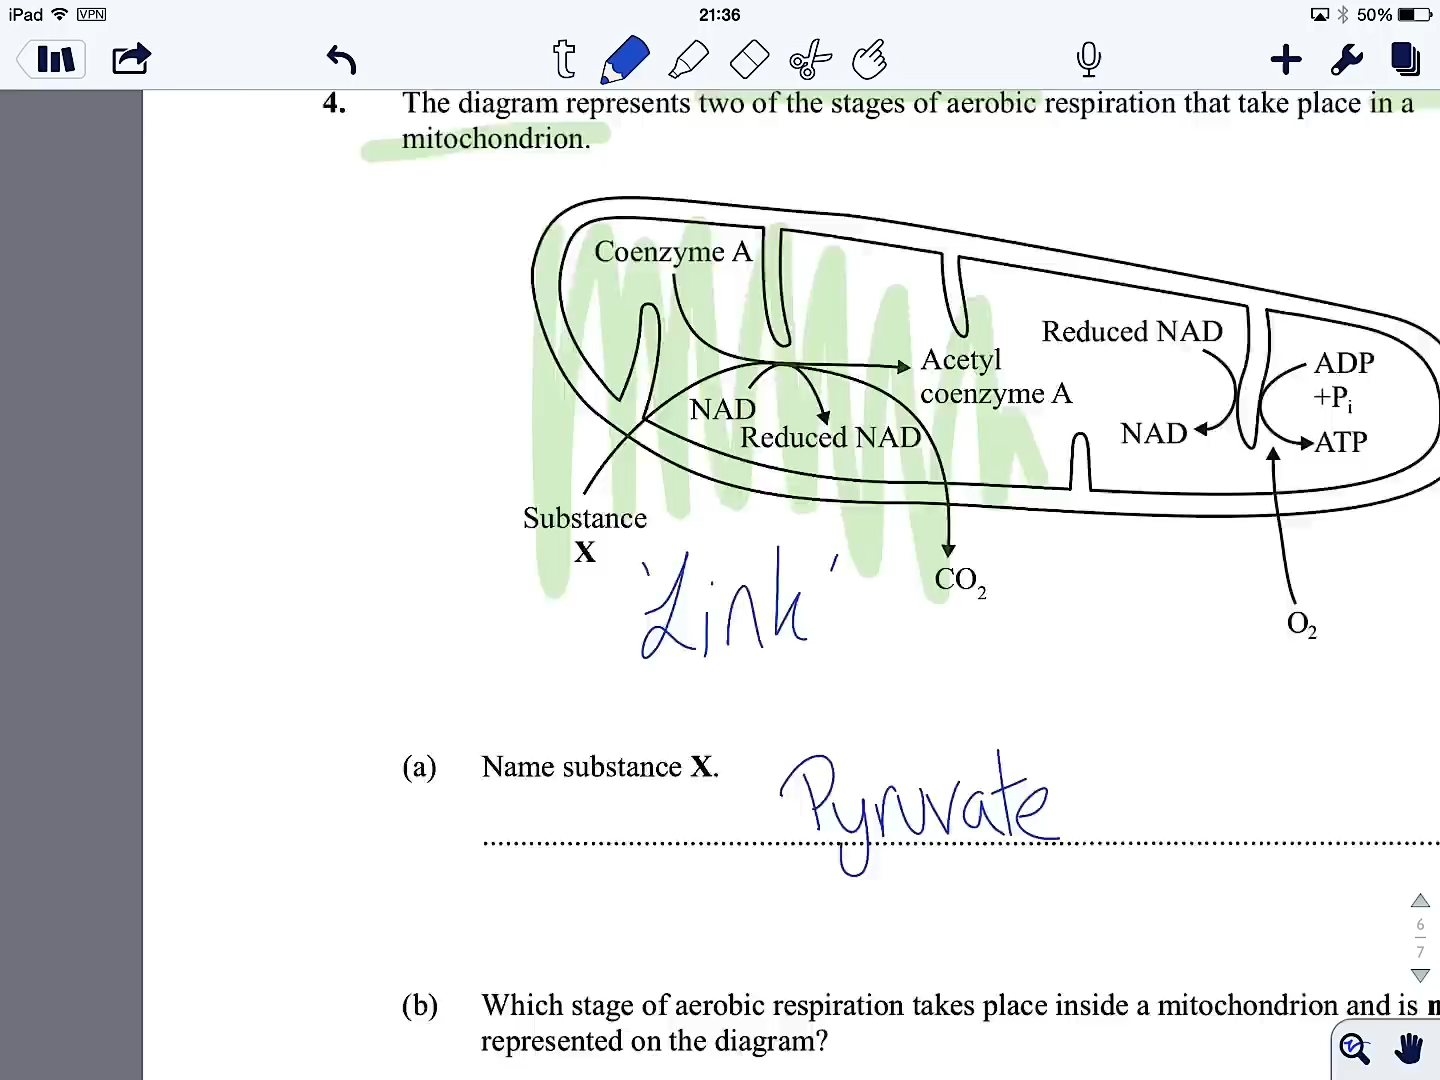 iPad VPN 21:36 50%
4. The diagram represents two of the stages of aerobic respiration that take place in a
mitochondrion.
Coenzyme A
Reduced NAD
Acetyl
coenzyme A
ADP
+Pi
NAD
Reduced NAD
NAD
ATP
Substance
X
'Link'
CO2
O2
(a) Name substance X.
Pyruvate
6
7
(b) Which stage of aerobic respiration takes place inside a mitochondrion and is
represented on the diagram?